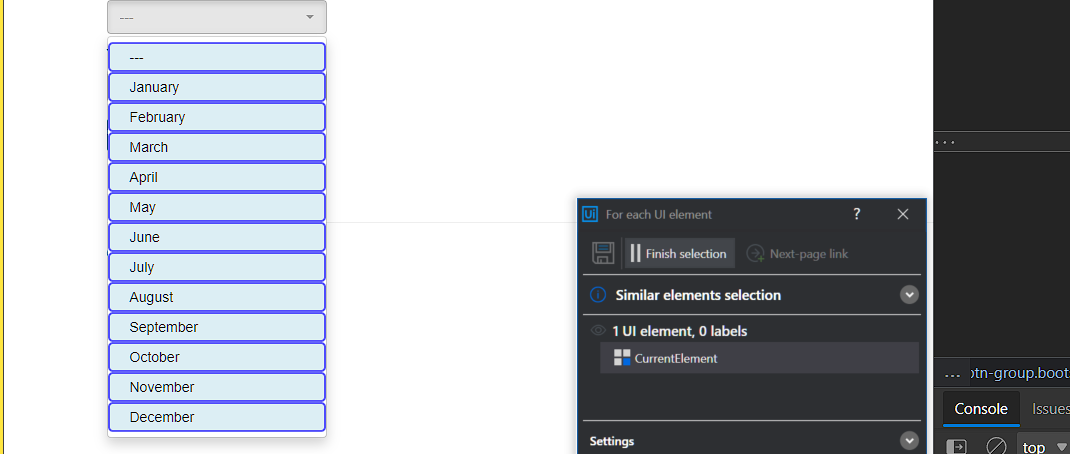 ---
---
January
February
March
April
May
June
July
August
September
October
November
December
Ui For each UI element ?
Finish selection Next-page link
Similar elements selection
1 UI element, 0 labels
CurrentElement
Settings
...
... otn-group.boots
Console Issues
top